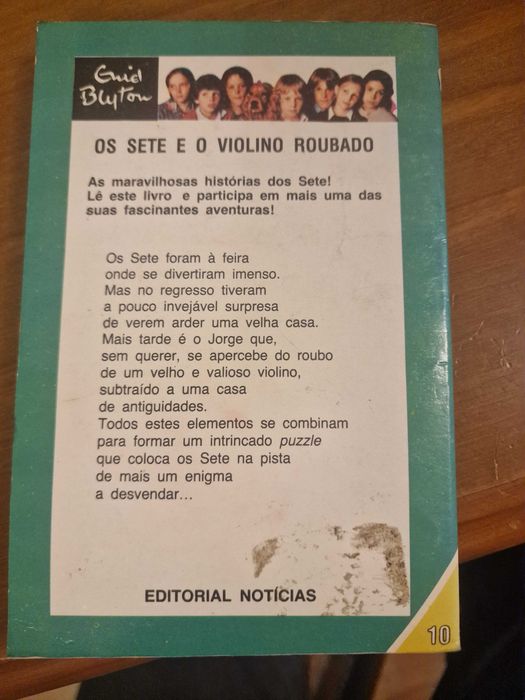 Enid
Blyton
OS SETE E O VIOLINO ROUBADO
As maravilhosas histórias dos Sete!
Lê este livro e participa em mais uma das
suas fascinantes aventuras!
Os Sete foram à feira
onde se divertiram imenso.
Mas no regresso tiveram
a pouco invejável surpresa
de verem arder uma velha casa.
Mais tarde é o Jorge que,
sem querer, se apercebe do roubo
de um velho e valioso violino,
subtraído a uma casa
de antiguidades.
Todos estes elementos se combinam
para formar um intrincado puzzle
que coloca os Sete na pista
de mais um enigma
a desvendar...
EDITORIAL NOTÍCIAS
10